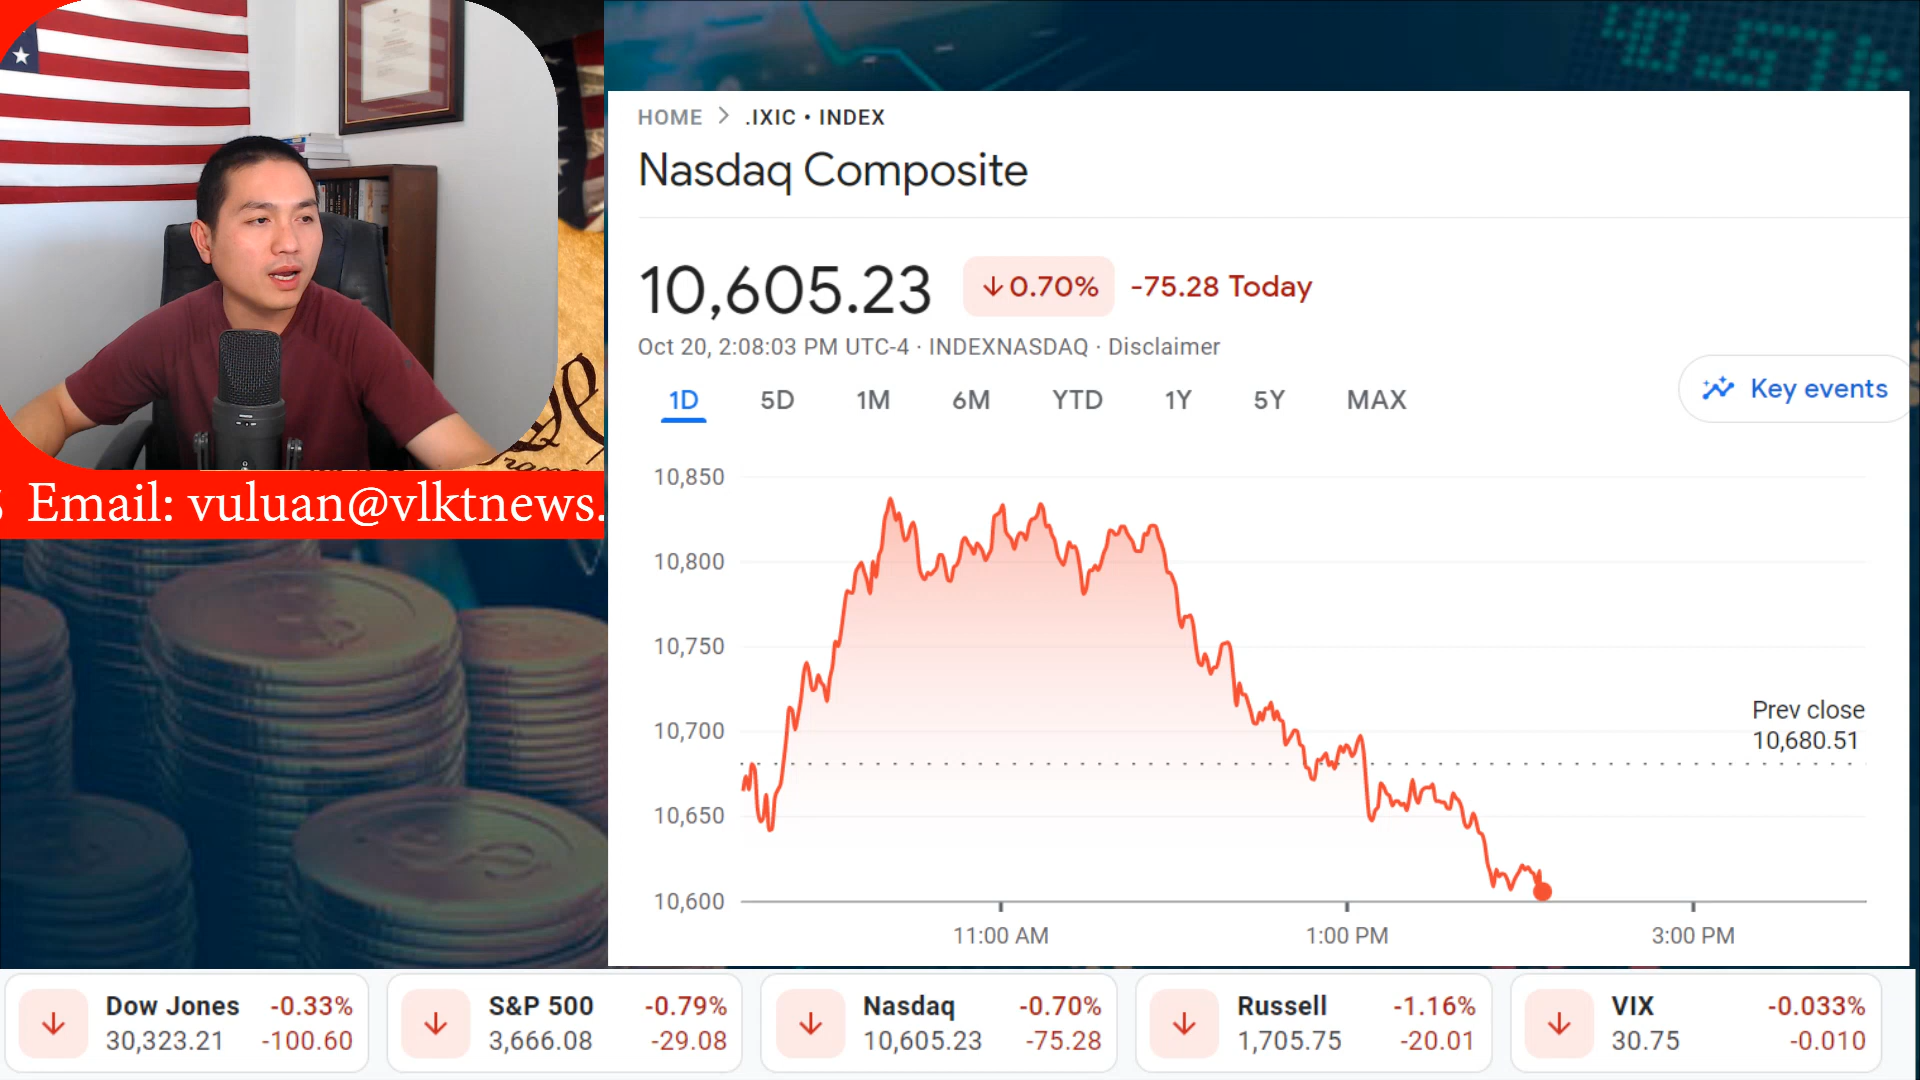 HOME > .IXIC • INDEX
Nasdaq Composite
10,605.23 ↓0.70% -75.28 Today
Oct 20, 2:08:03 PM UTC-4 · INDEXNASDAQ · Disclaimer
1D 5D 1M 6M YTD 1Y 5Y MAX
Key events
10,850
10,800
10,750
10,700
10,650
10,600
Prev close
10,680.51
11:00 AM 1:00 PM 3:00 PM
Email: vuluan@vlktnews.
Dow Jones -0.33%
30,323.21 -100.60
S&P 500 -0.79%
3,666.08 -29.08
Nasdaq -0.70%
10,605.23 -75.28
Russell -1.16%
1,705.75 -20.01
VIX -0.033%
30.75 -0.010